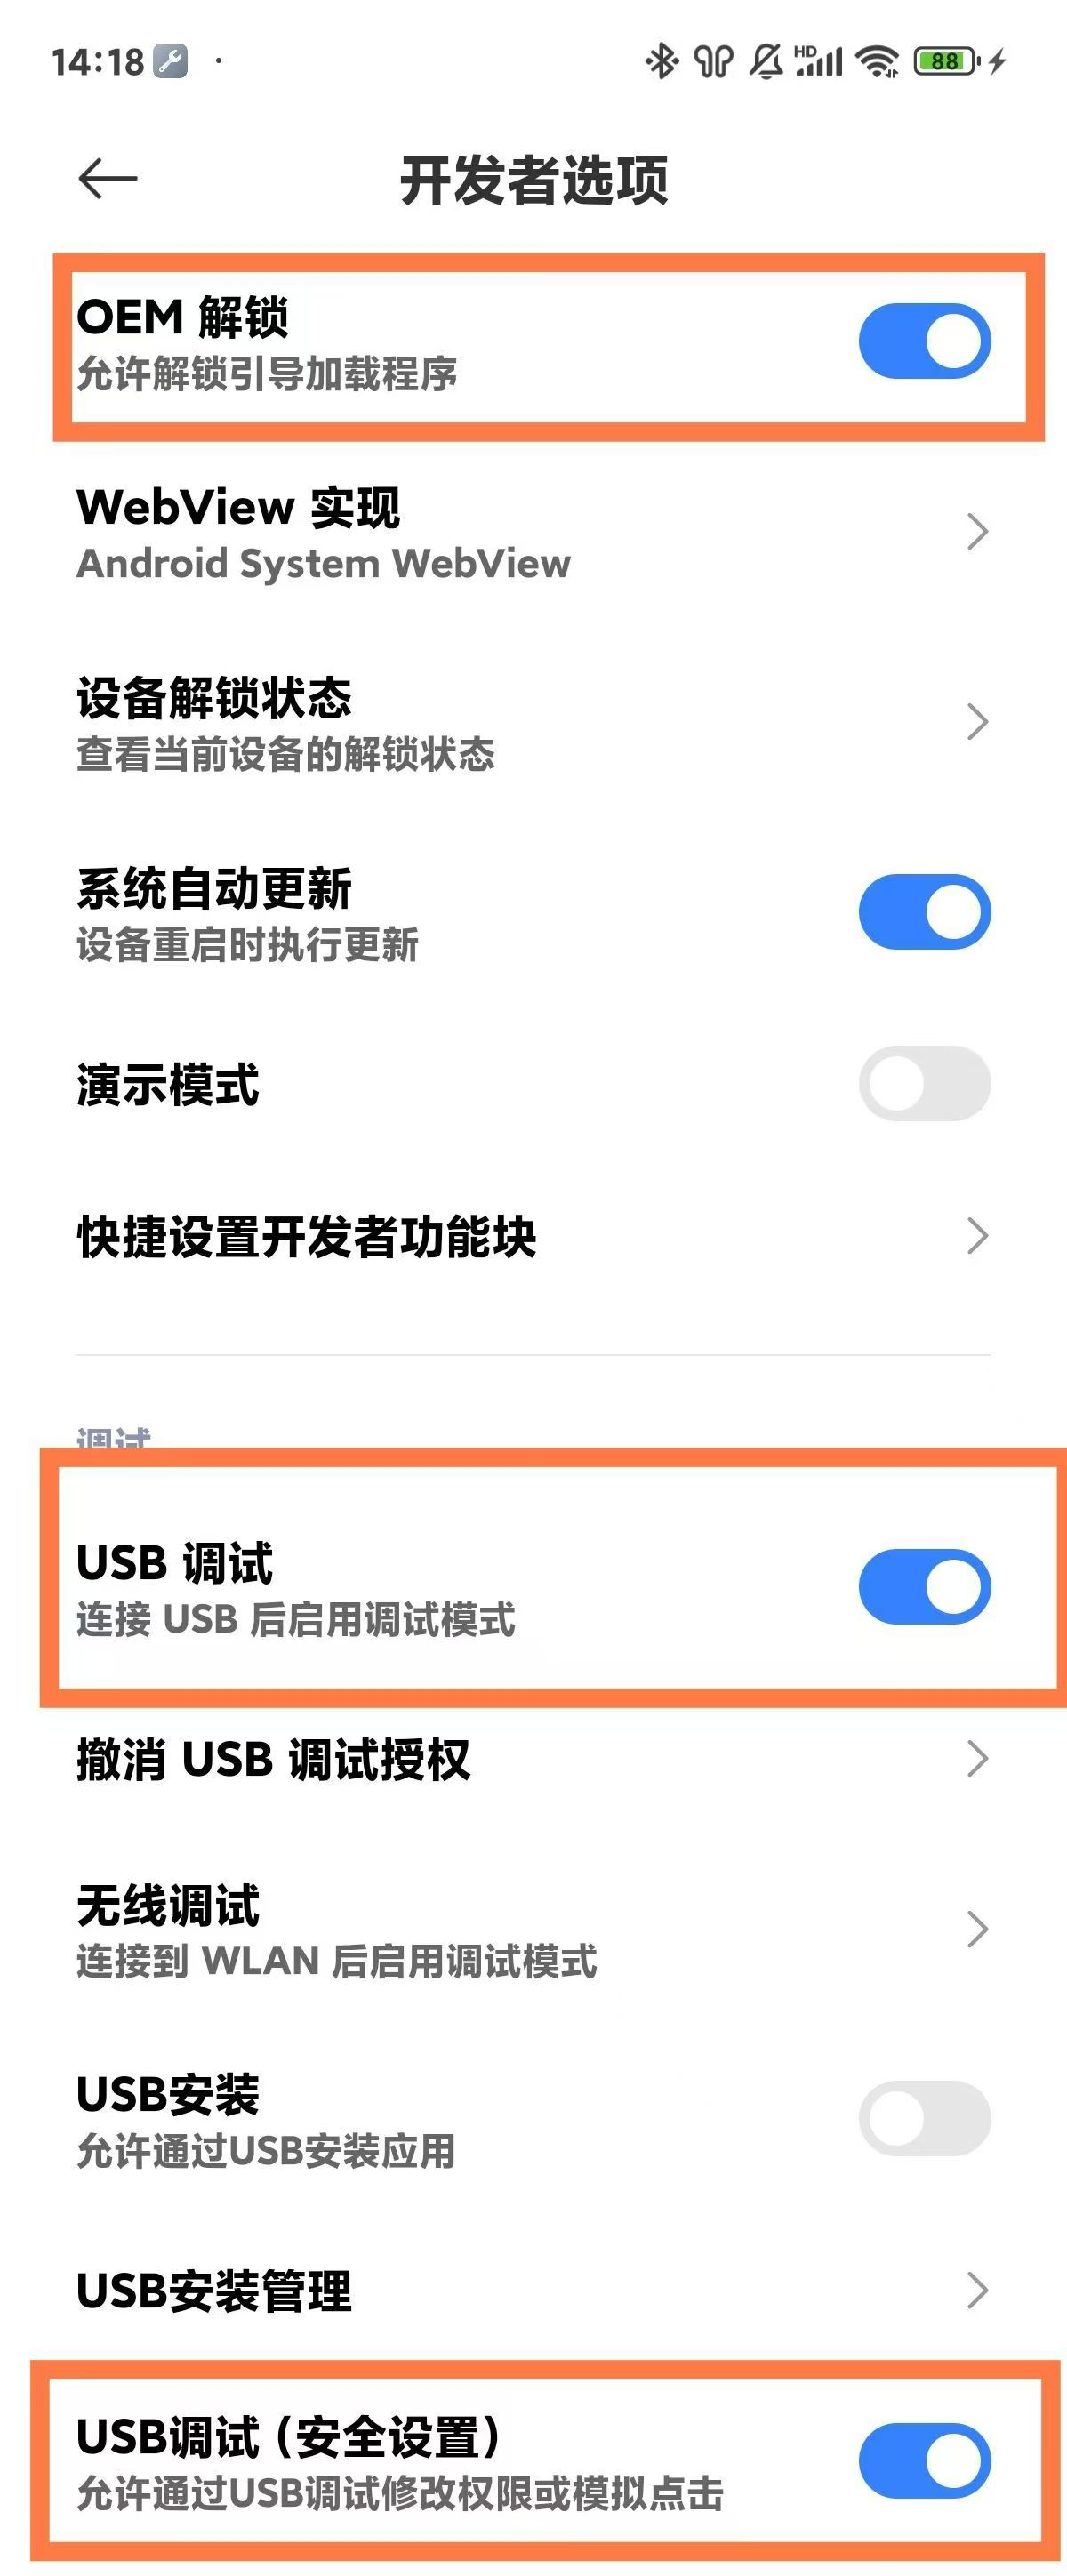 14:18
HD
88
开发者选项
OEM 解锁
允许解锁引导加载程序
WebView 实现
Android System WebView
设备解锁状态
查看当前设备的解锁状态
系统自动更新
设备重启时执行更新
演示模式
快捷设置开发者功能块
调试
USB 调试
连接 USB 后启用调试模式
撤消 USB 调试授权
无线调试
连接到 WLAN 后启用调试模式
USB安装
允许通过USB安装应用
USB安装管理
USB调试（安全设置）
允许通过USB调试修改权限或模拟点击